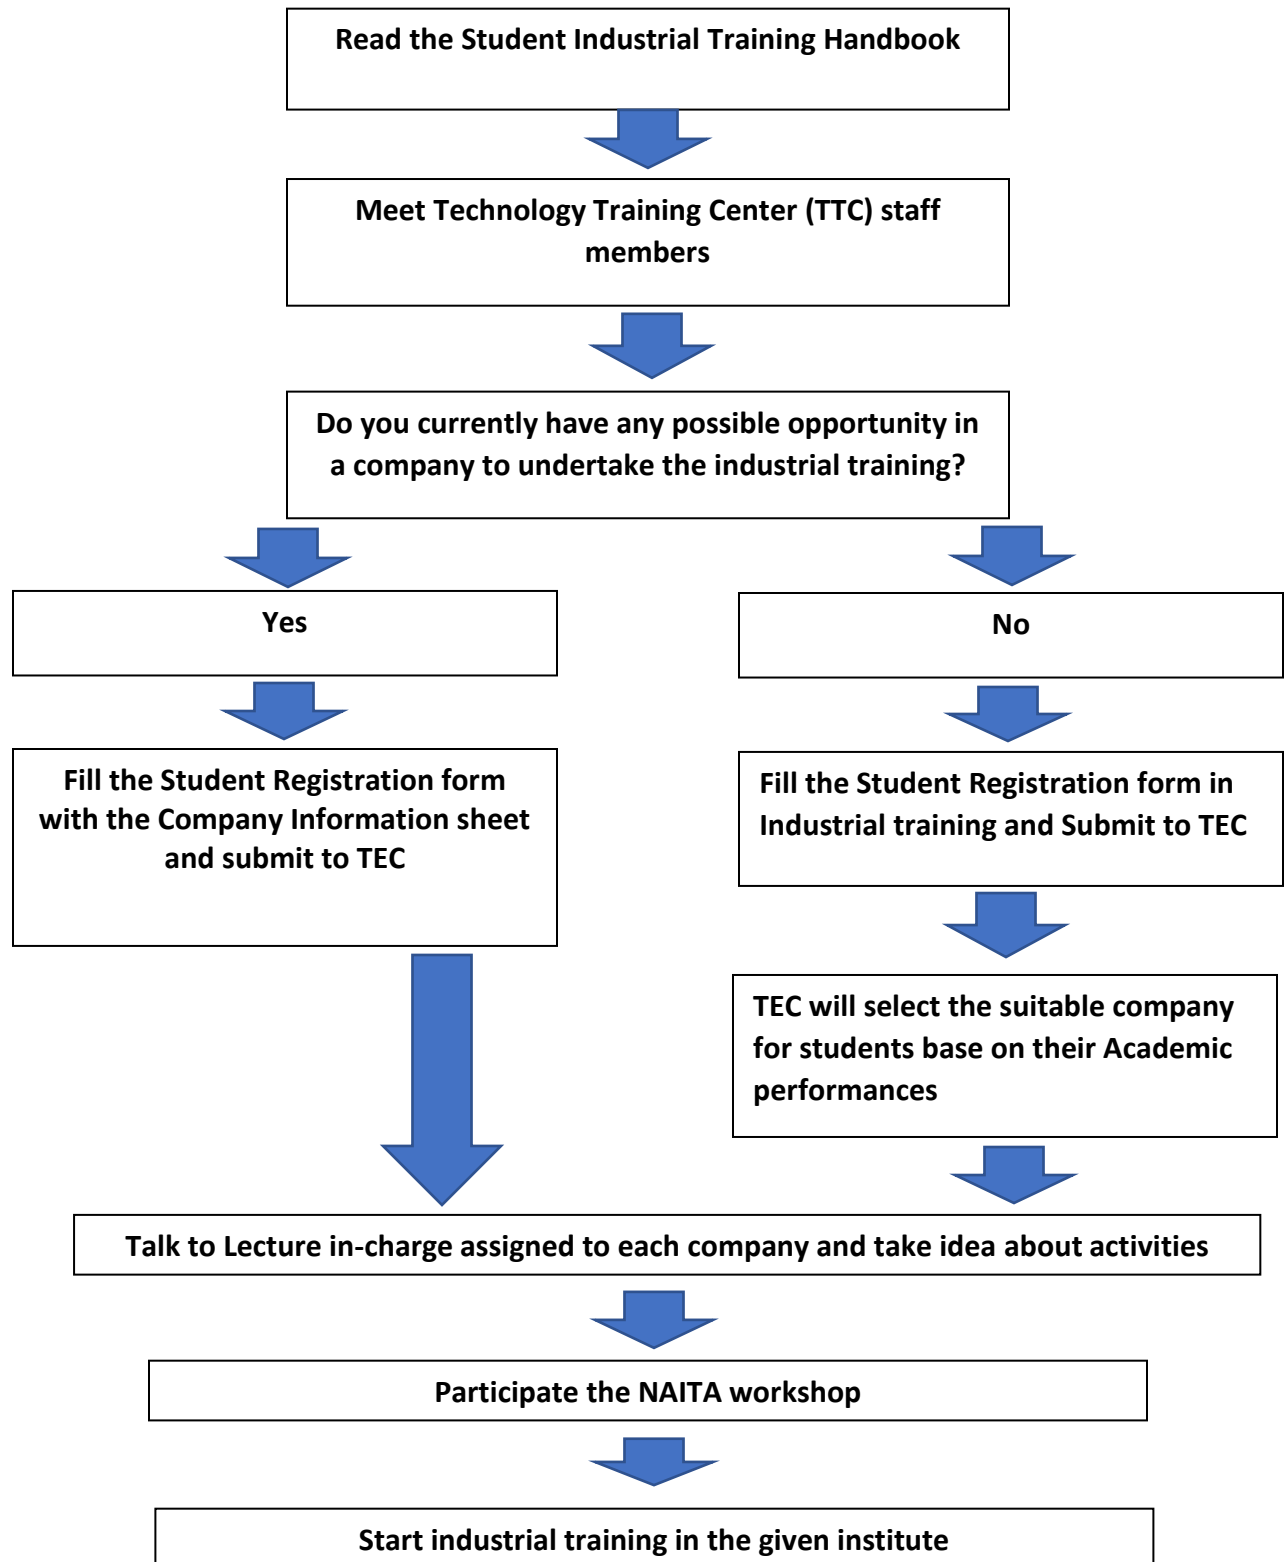 Read the Student Industrial Training Handbook
Meet Technology Training Center (TTC) staff
members
Do you currently have any possible opportunity in
a company to undertake the industrial training?
Yes
No
Fill the Student Registration form
with the Company Information sheet
and submit to TEC
Fill the Student Registration form in
Industrial training and Submit to TEC
TEC will select the suitable company
for students base on their Academic
performances
Talk to Lecture in-charge assigned to each company and take idea about activities
Participate the NAITA workshop
Start industrial training in the given institute